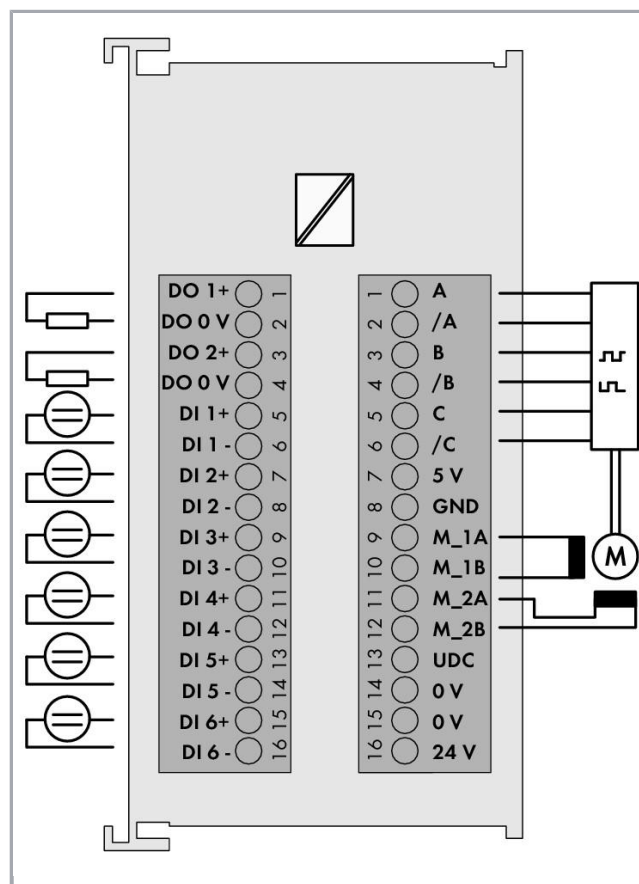 DO 1+ 1
DO 0 V 2
DO 2+ 3
DO 0 V 4
DI 1+ 5
DI 1 - 6
DI 2+ 7
DI 2 - 8
DI 3+ 9
DI 3 - 10
DI 4+ 11
DI 4 - 12
DI 5+ 13
DI 5 - 14
DI 6+ 15
DI 6 - 16
1 A
2 /A
3 B
4 /B
5 C
6 /C
7 5 V
8 GND
9 M_1A
10 M_1B
11 M_2A
12 M_2B
13 UDC
14 0 V
15 0 V
16 24 V
M